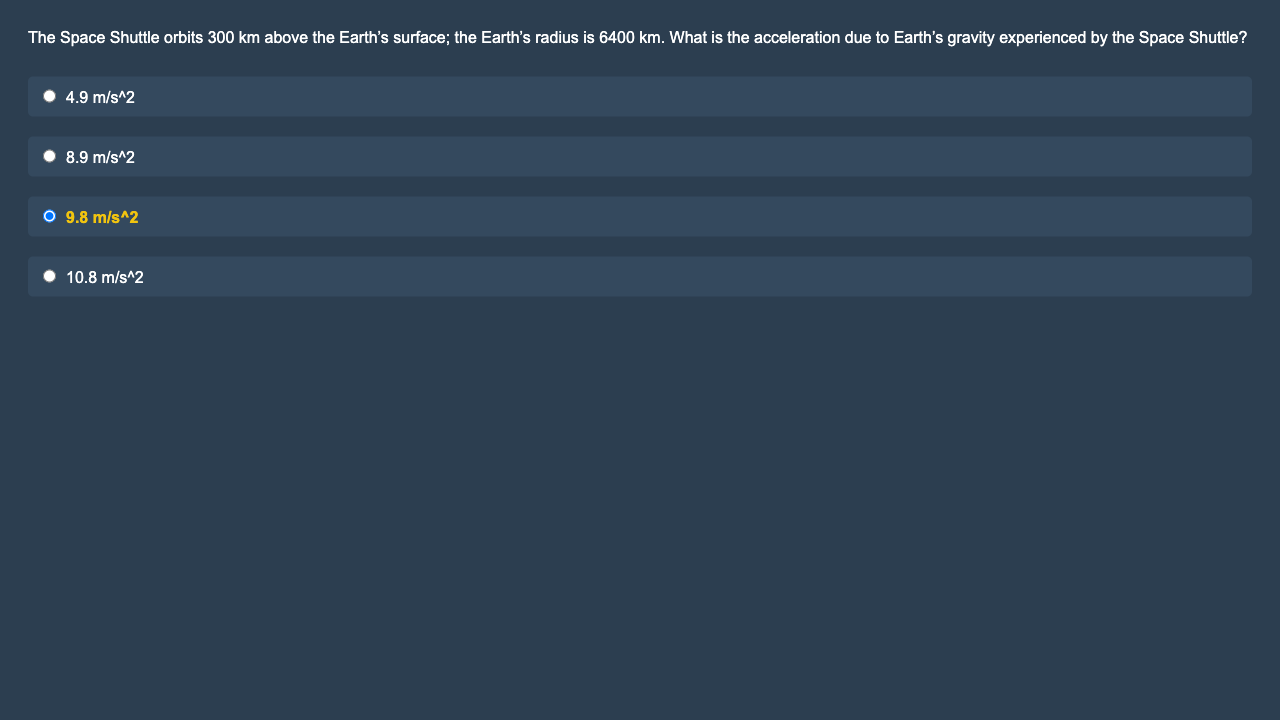 The Space Shuttle orbits 300 km above the Earth’s surface; the Earth’s radius is 6400 km. What is the acceleration due to Earth’s gravity experienced by the Space Shuttle?
4.9 m/s^2
8.9 m/s^2
9.8 m/s^2
10.8 m/s^2